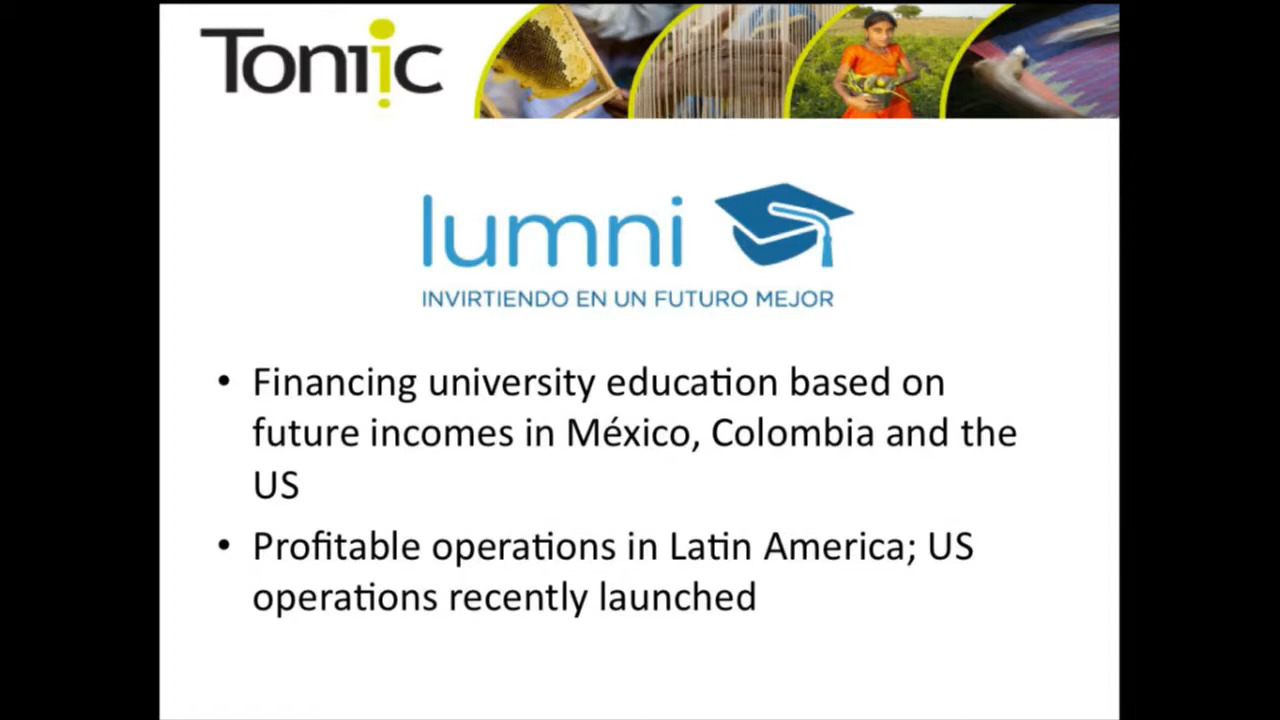 Toniic
lumni
INVIRTIENDO EN UN FUTURO MEJOR
• Financing university education based on
future incomes in México, Colombia and the
US
• Profitable operations in Latin America; US
operations recently launched